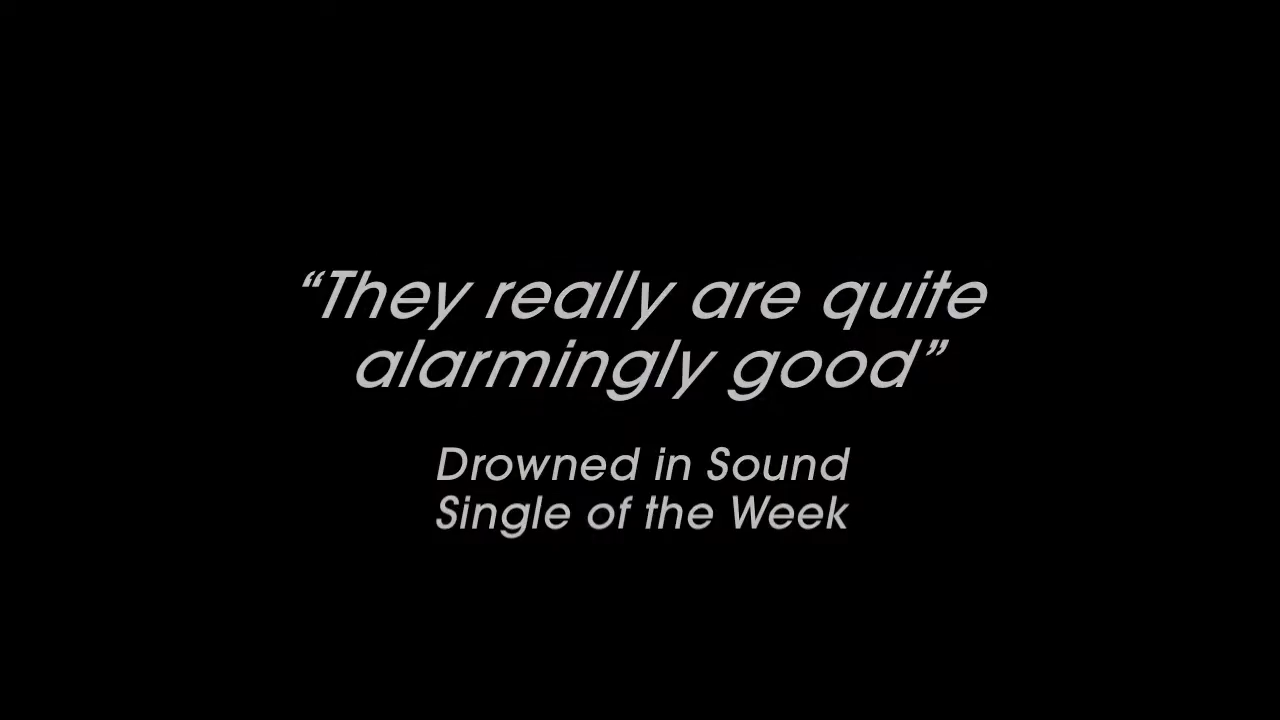 “They really are quite
alarmingly good”
Drowned in Sound
Single of the Week